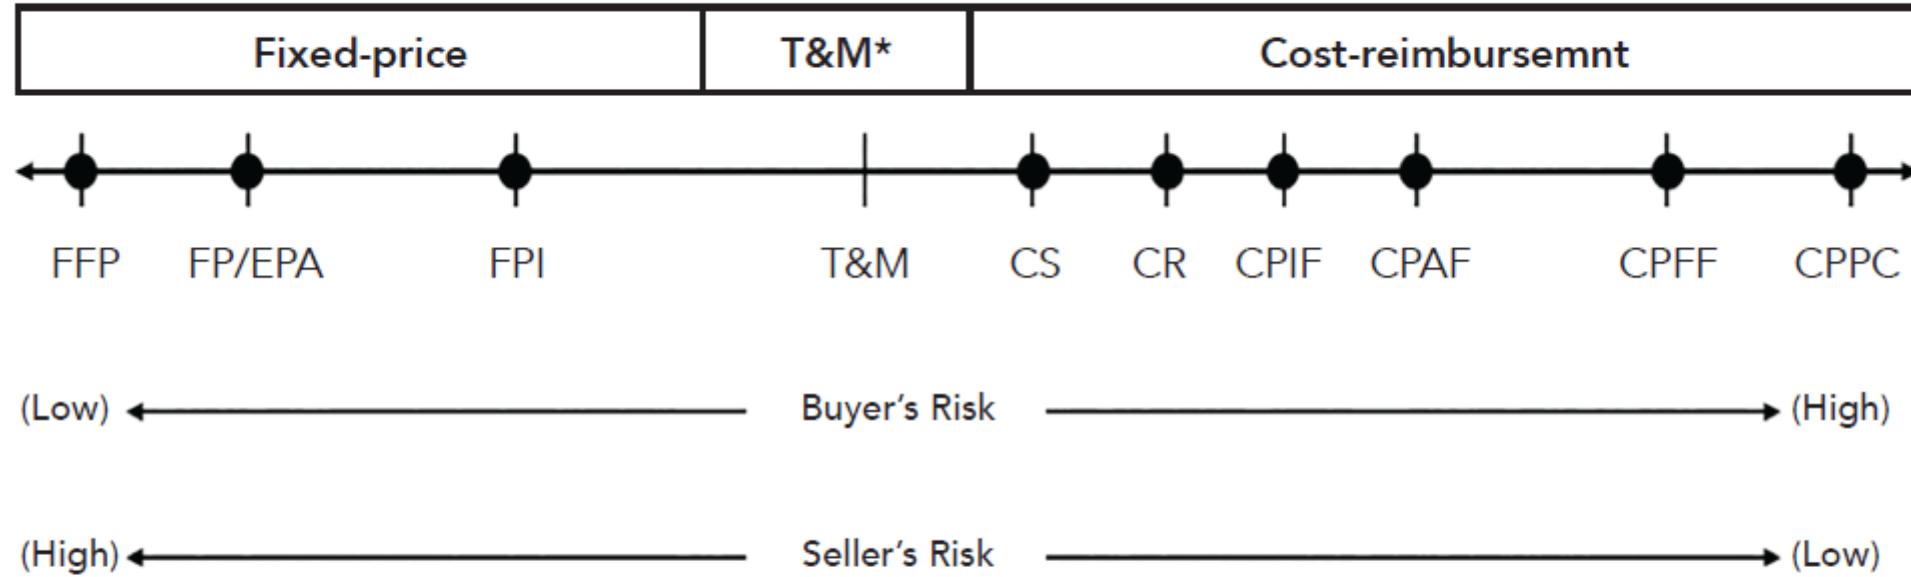 Fixed-price T&M* Cost-reimbursemnt
FFP FP/EPA FPI T&M CS CR CPIF CPAF CPFF CPPC
(Low) Buyer's Risk (High)
(High) Seller's Risk (Low)